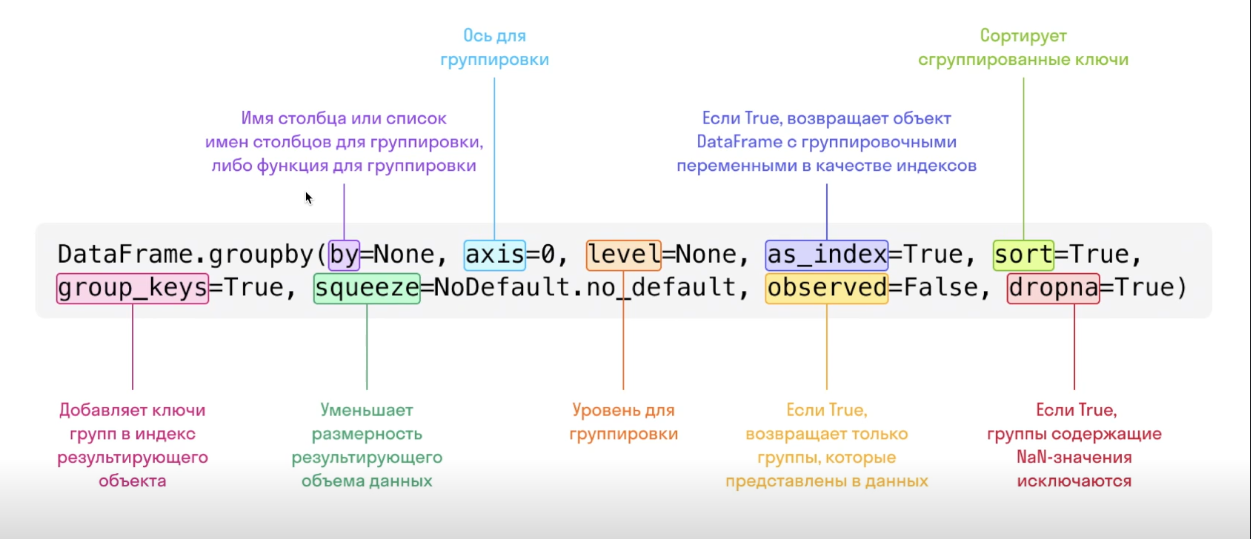 Ось для
группировки
Сортирует
сгруппированные ключи
Имя столбца или список
имен столбцов для группировки,
либо функция для группировки
Если True, возвращает объект
DataFrame с группировочными
переменными в качестве индексов
DataFrame.groupby(by=None, axis=0, level=None, as_index=True, sort=True,
group_keys=True, squeeze=NoDefault.no_default, observed=False, dropna=True)
Добавляет ключи
групп в индекс
результирующего
объекта
Уменьшает
размерность
результирующего
объема данных
Уровень для
группировки
Если True,
возвращает только
группы, которые
представлены в данных
Если True,
группы содержащие
NaN-значения
исключаются